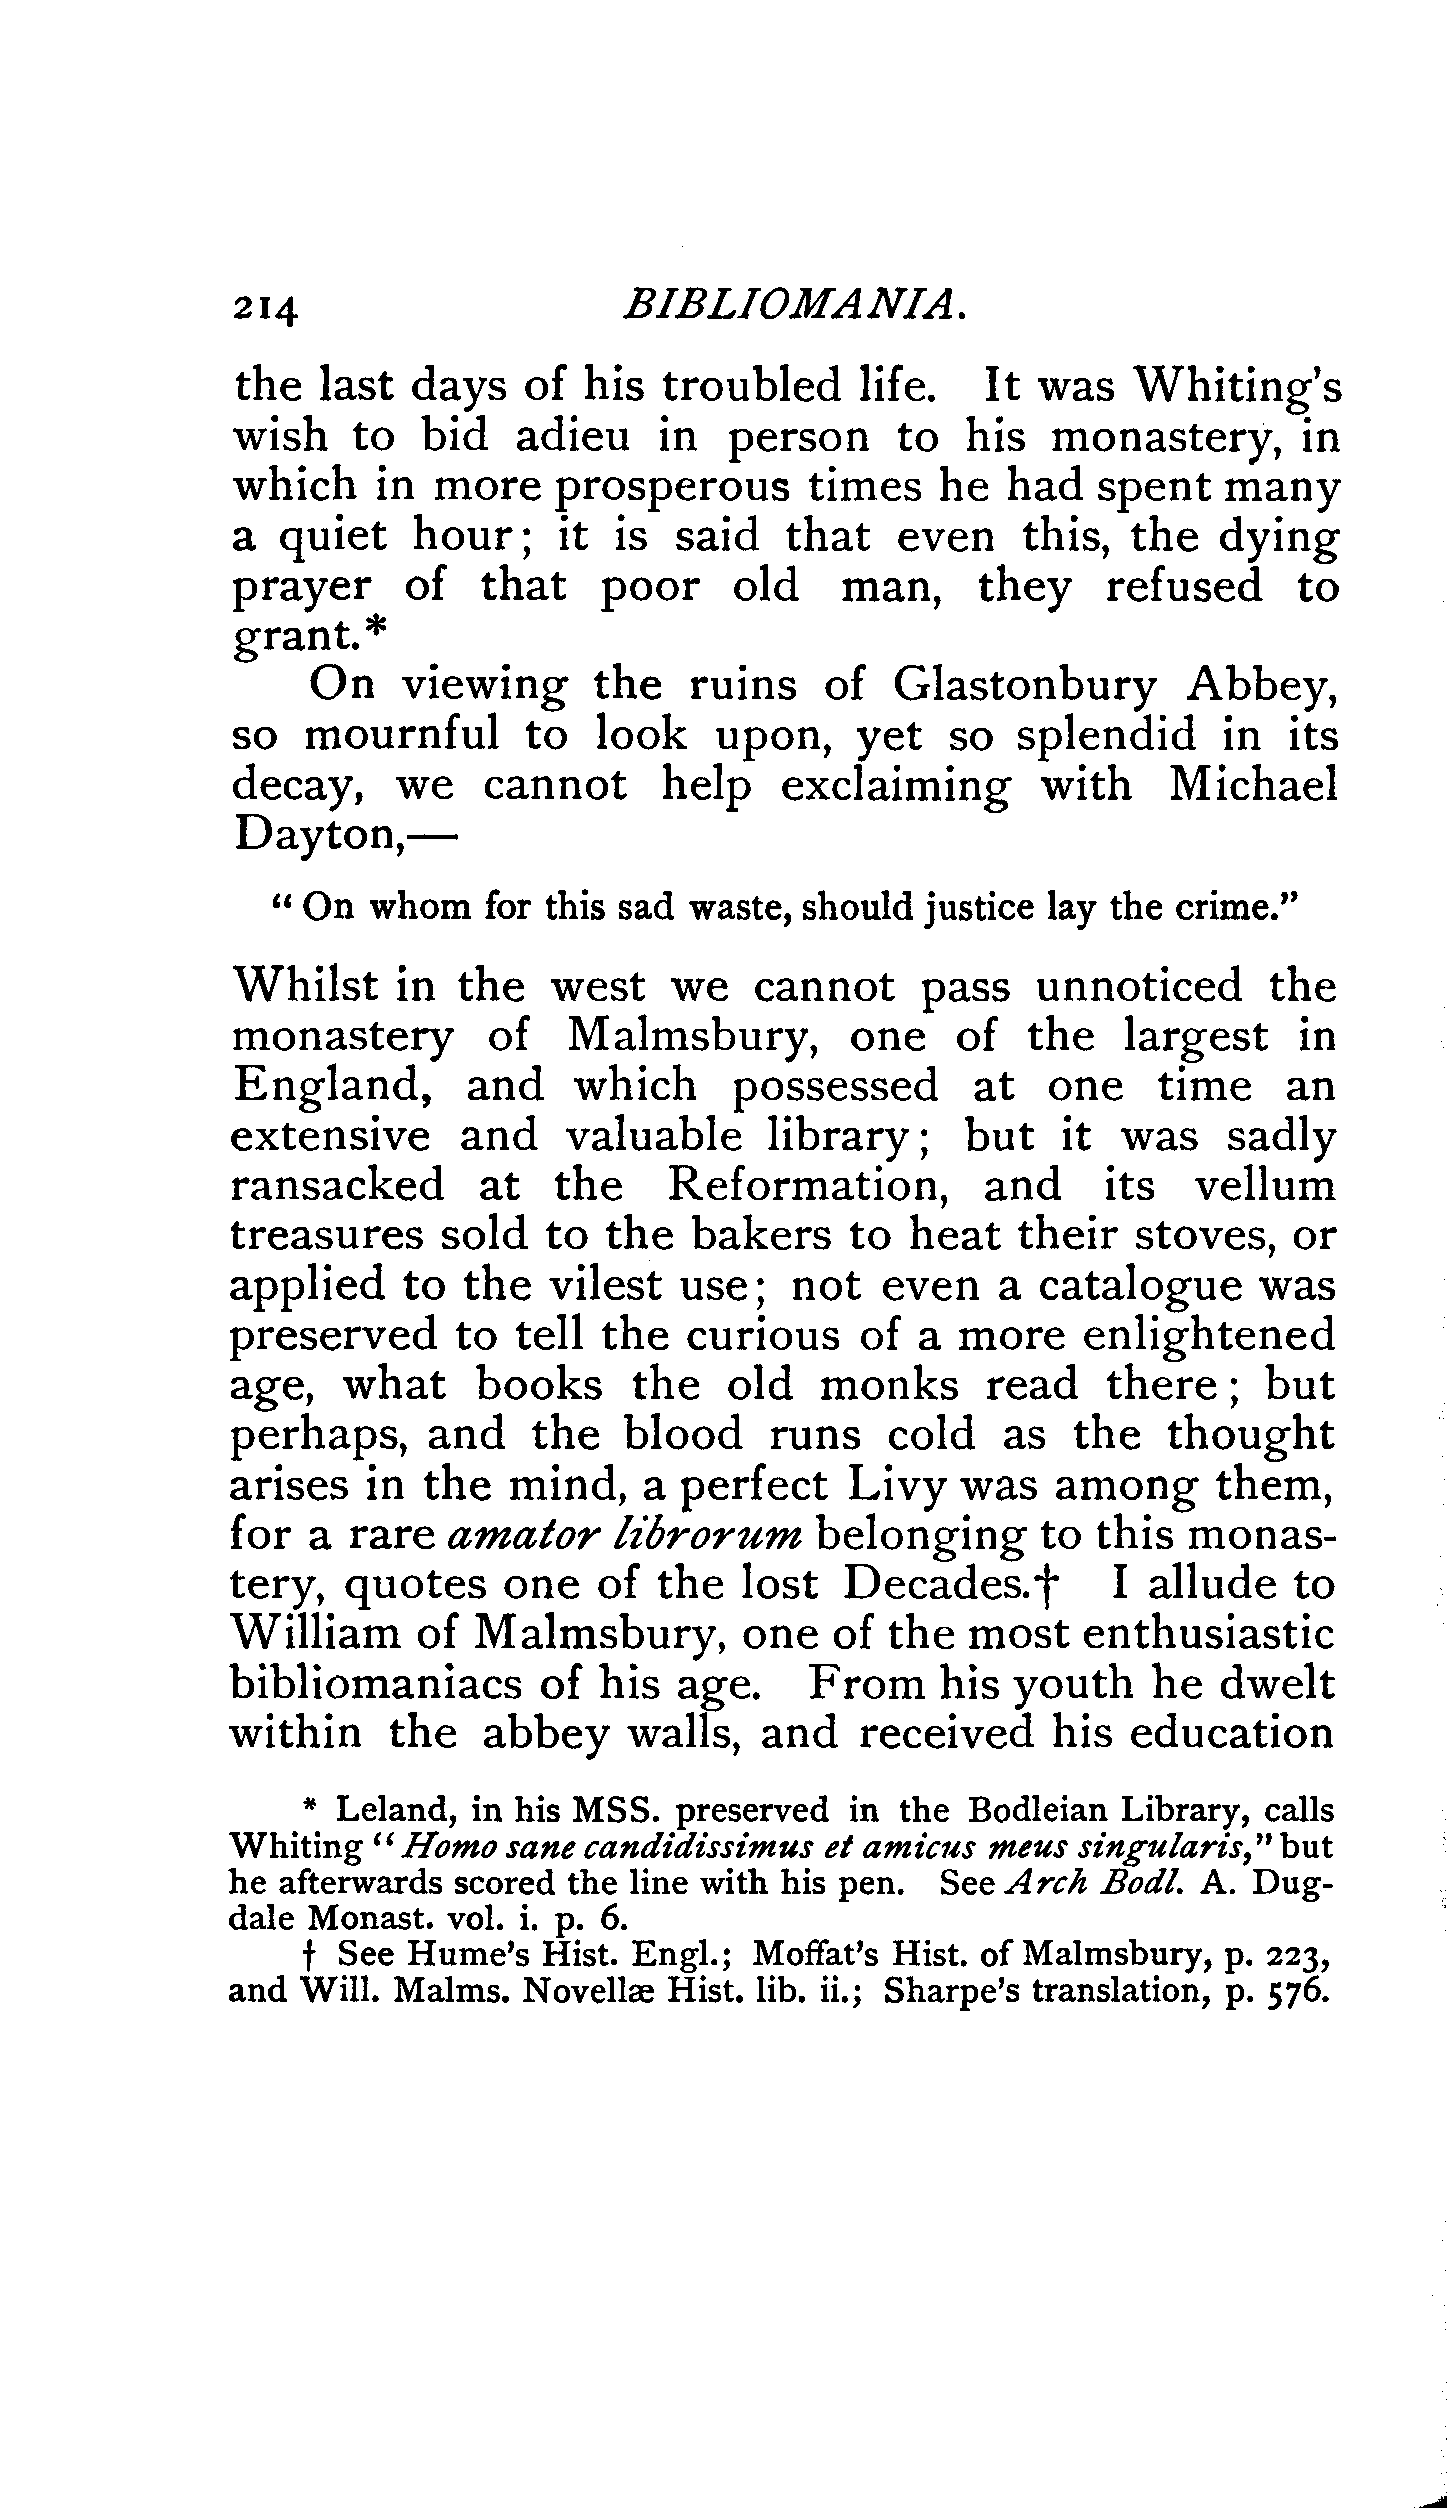 214 BIBLIOMANIA.
the last days of his troubled life. It was Whiting's
wish to bid adieu in person to his monastery, in
which in more prosperous times he had spent many
a quiet hour; it is said that even this, the dying
prayer of that poor old man, they refused to
grant.*
On viewing the ruins of Glastonbury Abbey,
so mournful to look upon, yet so splendid in its
decay, we cannot help exclaiming with Michael
Dayton,—
"On whom for this sad waste, should justice lay the crime."
Whilst in the west we cannot pass unnoticed the
monastery of Malmsbury, one of the largest in
England, and which possessed at one time an
extensive and valuable library; but it was sadly
ransacked at the Reformation, and its vellum
treasures sold to the bakers to heat their stoves, or
applied to the vilest use; not even a catalogue was
preserved to tell the curious of a more enlightened
age, what books the old monks read there; but
perhaps, and the blood runs cold as the thought
arises in the mind, a perfect Livy was among them,
for a rare amator librorum belonging to this monas-
tery, quotes one of the lost Decades.† I allude to
William of Malmsbury, one of the most enthusiastic
bibliomaniacs of his age. From his youth he dwelt
within the abbey walls, and received his education
* Leland, in his MSS. preserved in the Bodleian Library, calls
Whiting "Homo sane candidissimus et amicus meus singularis," but
he afterwards scored the line with his pen. See Arch Bodl. A. Dug-
dale Monast. vol. i. p. 6.
† See Hume's Hist. Engl.; Moffat's Hist. of Malmsbury, p. 223,
and Will. Malms. Novellæ Hist. lib. ii.; Sharpe's translation, p. 576.